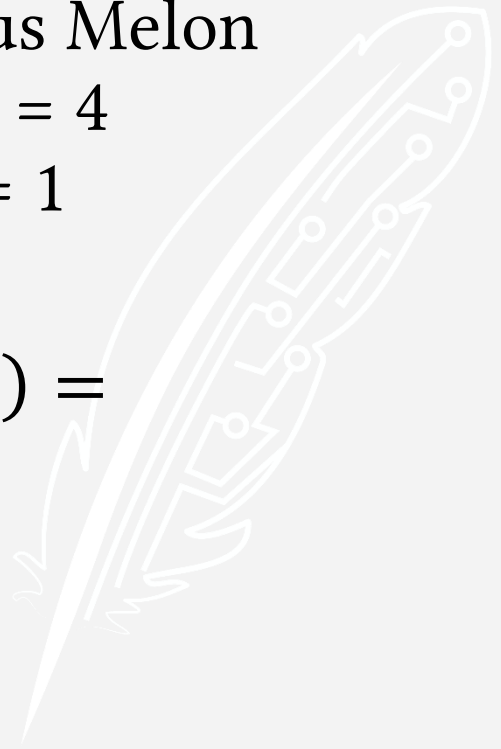 us Melon
= 4
= 1
) =